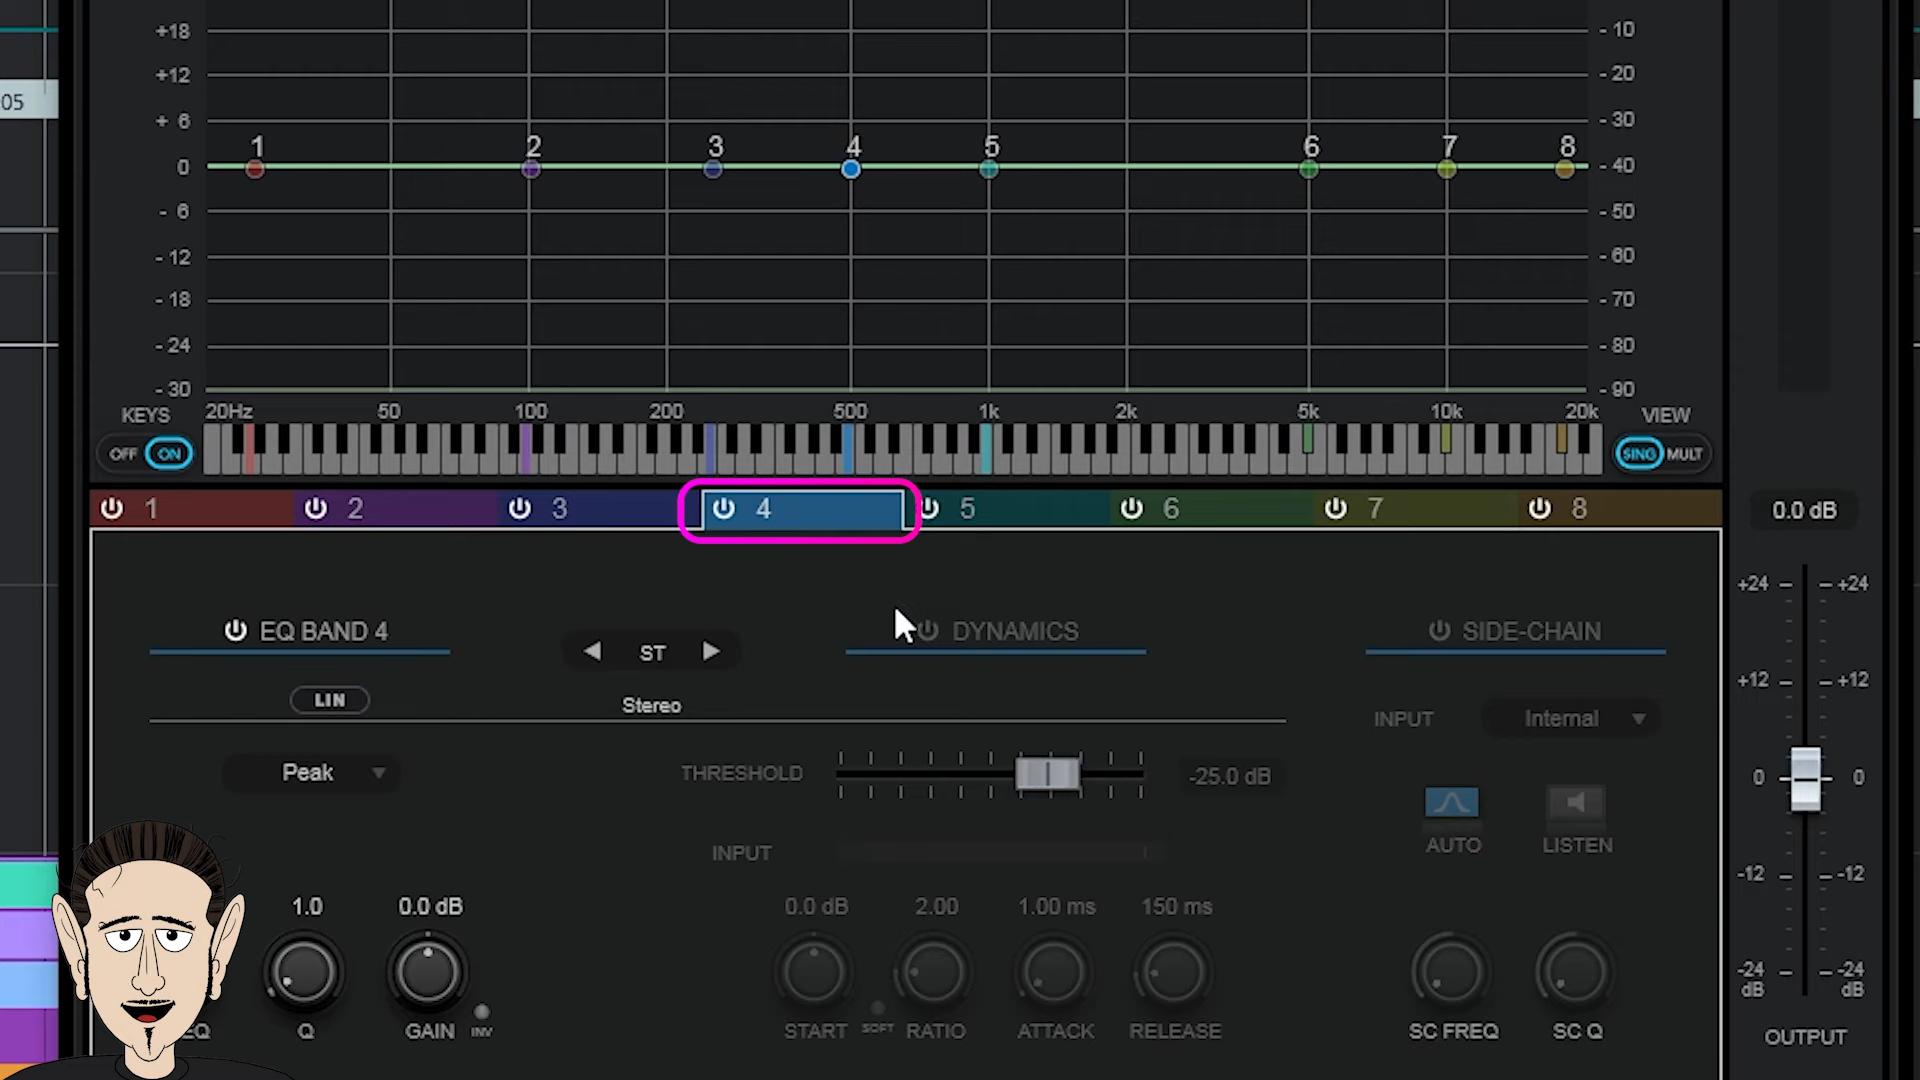 +18 -10
+12 -20
05
+ 6 -30
1 2 3 4 5 6 7 8
0 -40
- 6 -50
- 12 -60
- 18 -70
- 24 -80
- 30 -90
KEYS 20Hz 50 100 200 500 1k 2k 5k 10k 20k VIEW
OFF ON SING MULT
1 2 3 4 5 6 7 8 0.0 dB
+24 +24
EQ BAND 4 ST DYNAMICS SIDE-CHAIN
LIN Stereo
+12 +12
INPUT Internal
Peak THRESHOLD -25.0 dB
0 0
AUTO LISTEN
INPUT
-12 -12
1.0 0.0 dB 0.0 dB 2.00 1.00 ms 150 ms
-24 -24
dB dB
EQ Q GAIN INV START SOFT RATIO ATTACK RELEASE SC FREQ SC Q OUTPUT